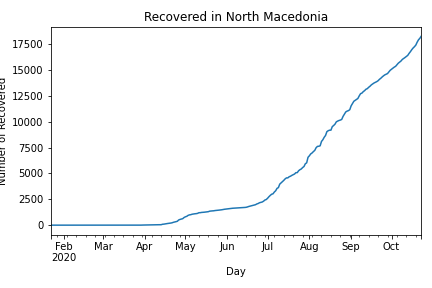 Recovered in North Macedonia
Number of Recovered
17500
15000
12500
10000
7500
5000
2500
0
Feb Mar Apr May Jun Jul Aug Sep Oct
2020
Day